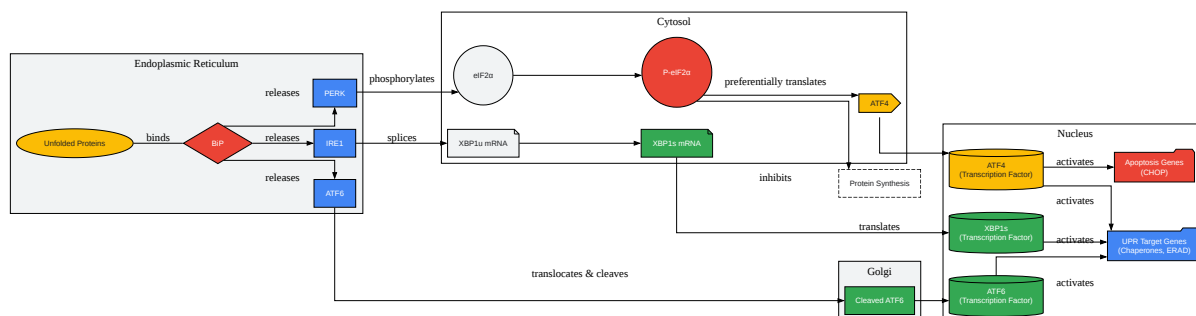 Cytosol
Endoplasmic Reticulum
eIF2α
P-eIF2α
phosphorylates
preferentially translates
releases
PERK
ATF4
Unfolded Proteins
binds
BiP
releases
IRE1
splices
XBP1u mRNA
XBP1s mRNA
Nucleus
releases
ATF6
inhibits
Protein Synthesis
ATF4
(Transcription Factor)
activates
Apoptosis Genes
(CHOP)
activates
translates
XBP1s
(Transcription Factor)
activates
UPR Target Genes
(Chaperones, ERAD)
translocates & cleaves
Golgi
Cleaved ATF6
ATF6
(Transcription Factor)
activates